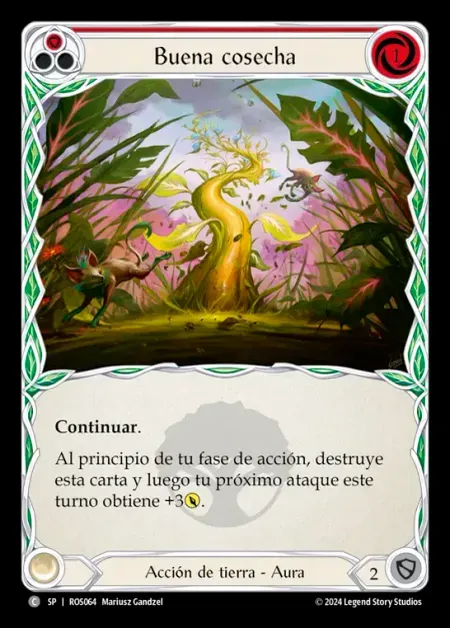 Buena cosecha
1
Continuar.
Al principio de tu fase de acción, destruye
esta carta y luego tu próximo ataque este
turno obtiene +3.
Acción de tierra - Aura
2
C SP | ROS064 Mariusz Gandzel
© 2024 Legend Story Studios